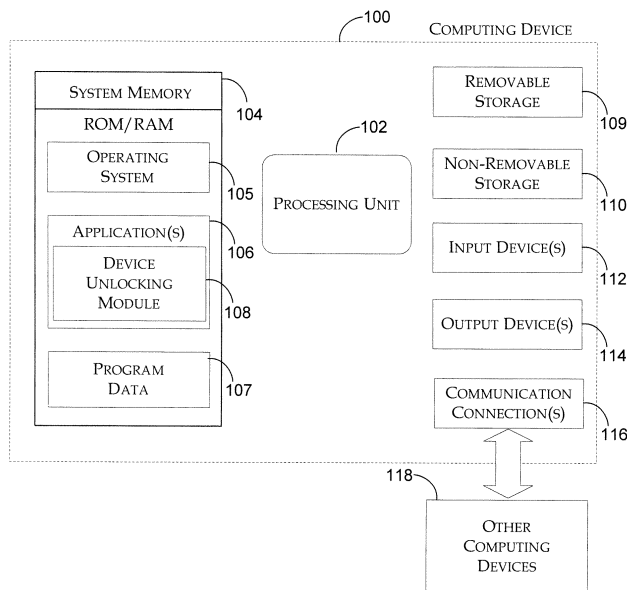 100
COMPUTING DEVICE
SYSTEM MEMORY
104
ROM/RAM
OPERATING
SYSTEM
105
APPLICATION(S)
106
DEVICE
UNLOCKING
MODULE
108
PROGRAM
DATA
107
102
PROCESSING UNIT
REMOVABLE
STORAGE
109
NON-REMOVABLE
STORAGE
110
INPUT DEVICE(S)
112
OUTPUT DEVICE(S)
114
COMMUNICATION
CONNECTION(S)
116
118
OTHER
COMPUTING
DEVICES